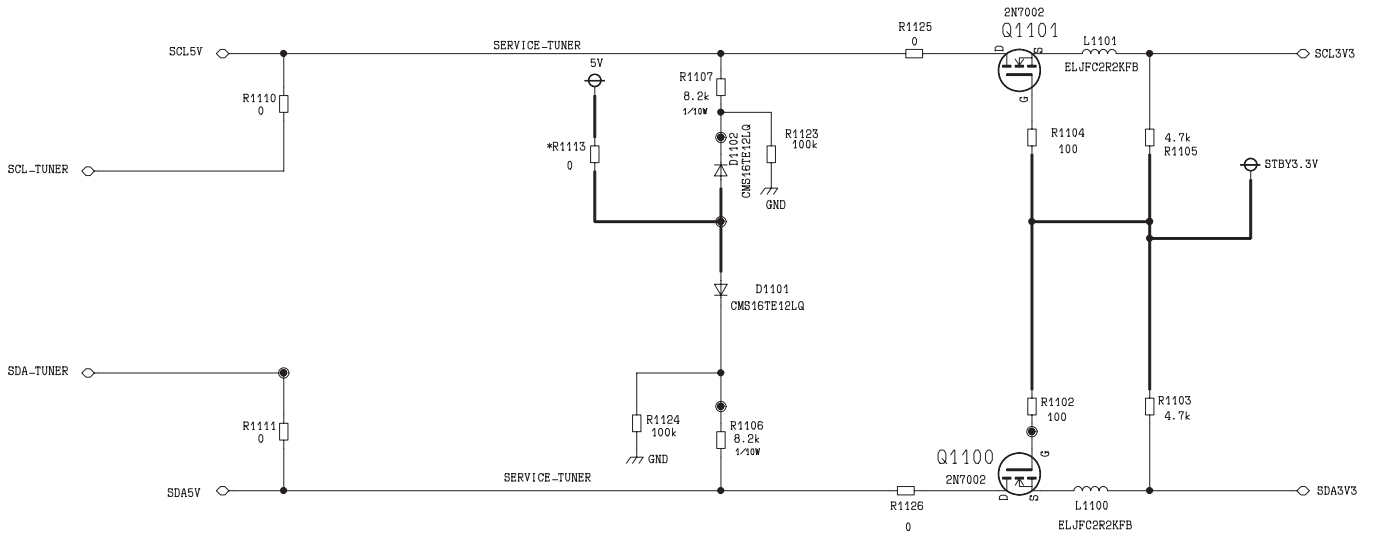 2N7002
Q1101
R1125
0
SCL5V
SERVICE_TUNER
L1101
ELJFC2R2KFB
SCL3V3
D
S
G
5V
R1107
8.2k
1/10W
R1110
0
*R1113
0
D1102
CMS16TE12LQ
R1123
100k
GND
R1104
100
4.7k
R1105
STBY3.3V
SCL_TUNER
D1101
CMS16TE12LQ
SDA_TUNER
R1111
0
R1124
100k
GND
R1106
8.2k
1/10W
R1102
100
R1103
4.7k
Q1100
2N7002
G
D
S
SDA5V
SERVICE_TUNER
R1126
0
L1100
ELJFC2R2KFB
SDA3V3